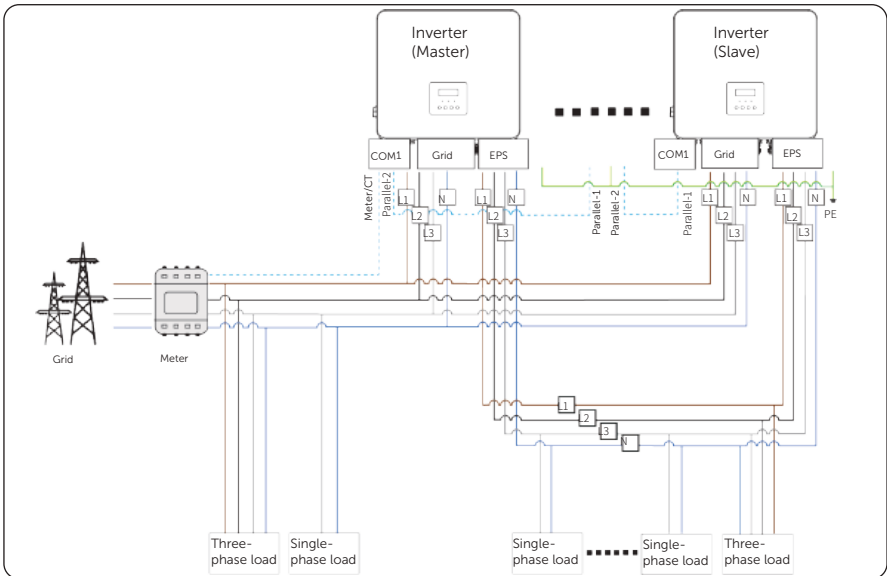 Inverter
(Master)
Inverter
(Slave)
COM1
Grid
EPS
COM1
Grid
EPS
Meter/CT
Parallel-2
L1
L2
L3
N
L1
L2
L3
N
Parallel-1
Parallel-2
Parallel-1
L1
L2
L3
N
L1
L2
L3
N
PE
Grid
Meter
L1
L2
L3
N
Three-
phase load
Single-
phase load
Single-
phase load
Single-
phase load
Three-
phase load